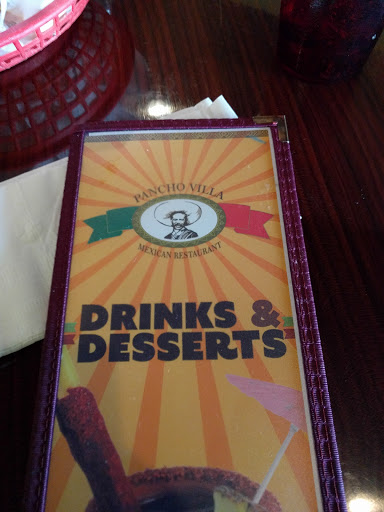 PANCHO VILLA
MEXICAN RESTAURANT
DRINKS &
DESSERTS